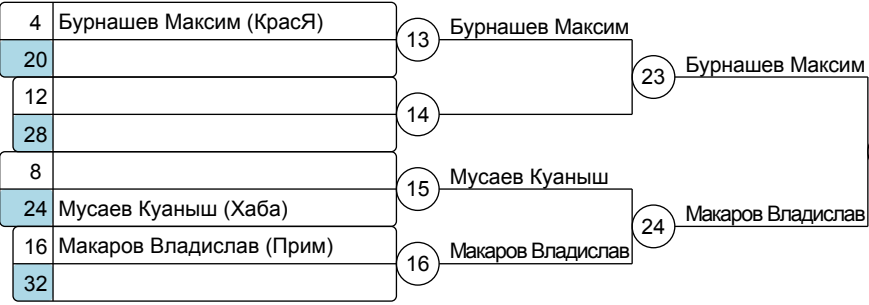 4 Бурнашев Максим (КрасЯ)
20
12
28
8
24 Мусаев Куаныш (Хаба)
16 Макаров Владислав (Прим)
32
13 Бурнашев Максим
14
15 Мусаев Куаныш
16 Макаров Владислав
23 Бурнашев Максим
24 Макаров Владислав